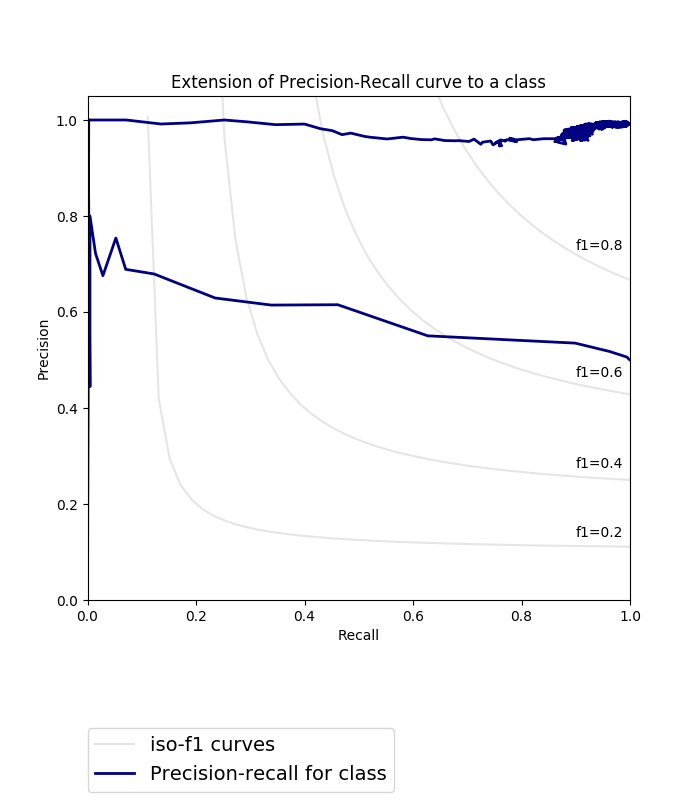 Extension of Precision-Recall curve to a class
1.0
0.8
0.6
0.4
0.2
0.0
Precision
f1=0.8
f1=0.6
f1=0.4
f1=0.2
0.0 0.2 0.4 0.6 0.8 1.0
Recall
iso-f1 curves
Precision-recall for class